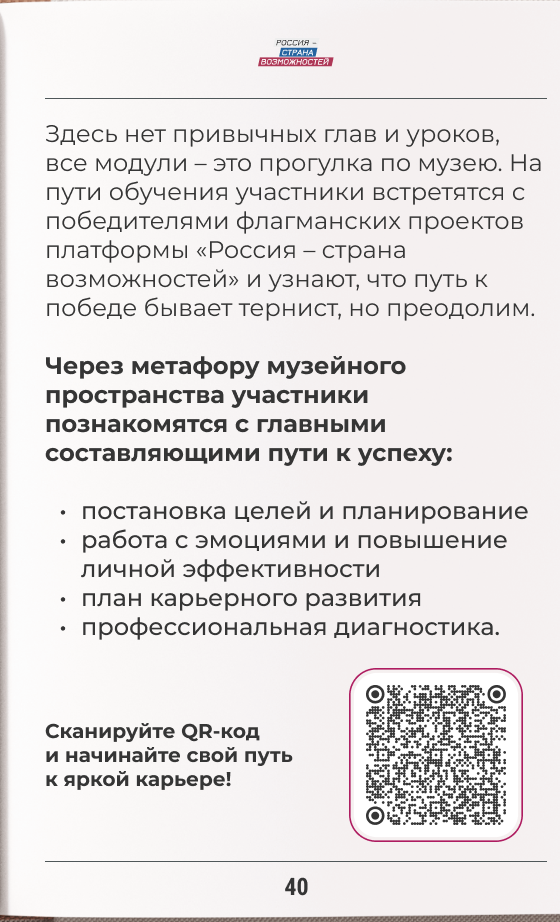 РОССИЯ –
СТРАНА
ВОЗМОЖНОСТЕЙ
Здесь нет привычных глав и уроков,
все модули – это прогулка по музею. На
пути обучения участники встретятся с
победителями флагманских проектов
платформы «Россия – страна
возможностей» и узнают, что путь к
победе бывает тернист, но преодолим.
Через метафору музейного
пространства участники
познакомятся с главными
составляющими пути к успеху:
• постановка целей и планирование
• работа с эмоциями и повышение
личной эффективности
• план карьерного развития
• профессиональная диагностика.
Сканируйте QR-код
и начинайте свой путь
к яркой карьере!
40